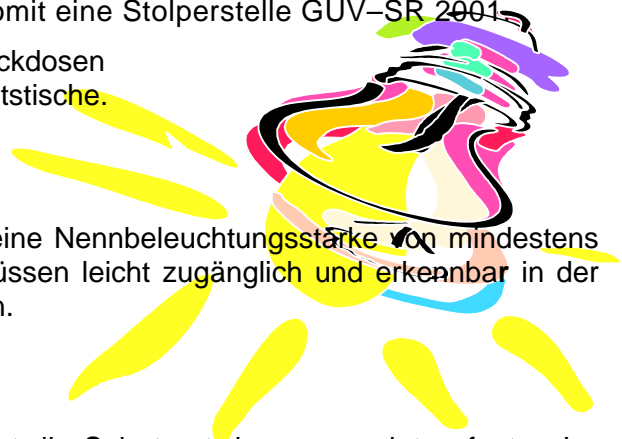 omit eine Stolperstelle GUV–SR 2001.
ckdosen
tstische.
eine Nennbeleuchtungsstärke von mindestens
üssen leicht zugänglich und erkennbar in der
n.